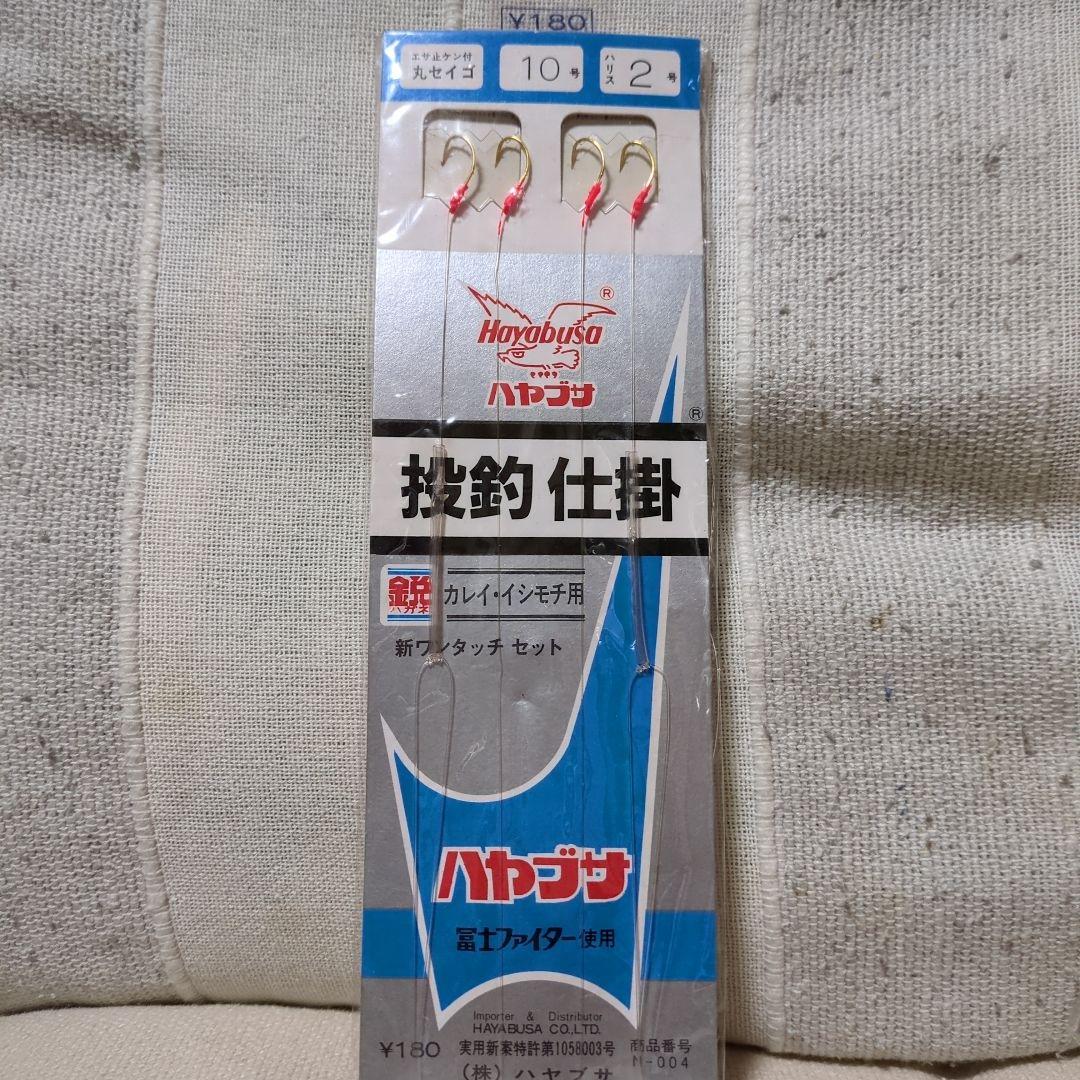 ¥180
エサ止ケン付
丸セイゴ
10号
ハリス 2号
®
Hayabusa
ハヤブサ
®
投釣仕掛
鋭 カレイ・イシモチ用
ハガネ
新ワンタッチ セット
ハヤブサ
冨士ファイター使用
Importer & Distributor
HAYABUSA CO.,LTD.
¥180 実用新案特許第1058003号 商品番号
N-004
(株)ハヤブサ